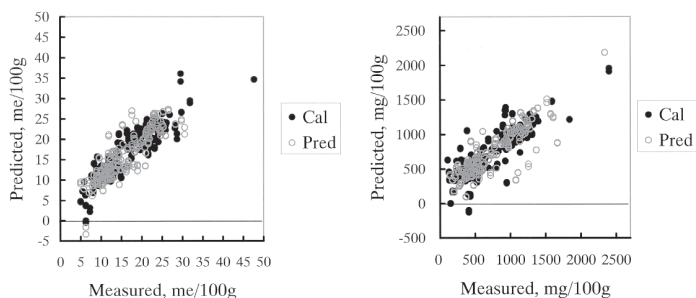 50
45
40
35
30
25
20
15
10
5
0
-5
Predicted, me/100g
0 5 10 15 20 25 30 35 40 45 50
Measured, me/100g
Cal
Pred
2500
2000
1500
1000
500
0
-500
Predicted, mg/100g
0 500 1000 1500 2000 2500
Measured, mg/100g
Cal
Pred